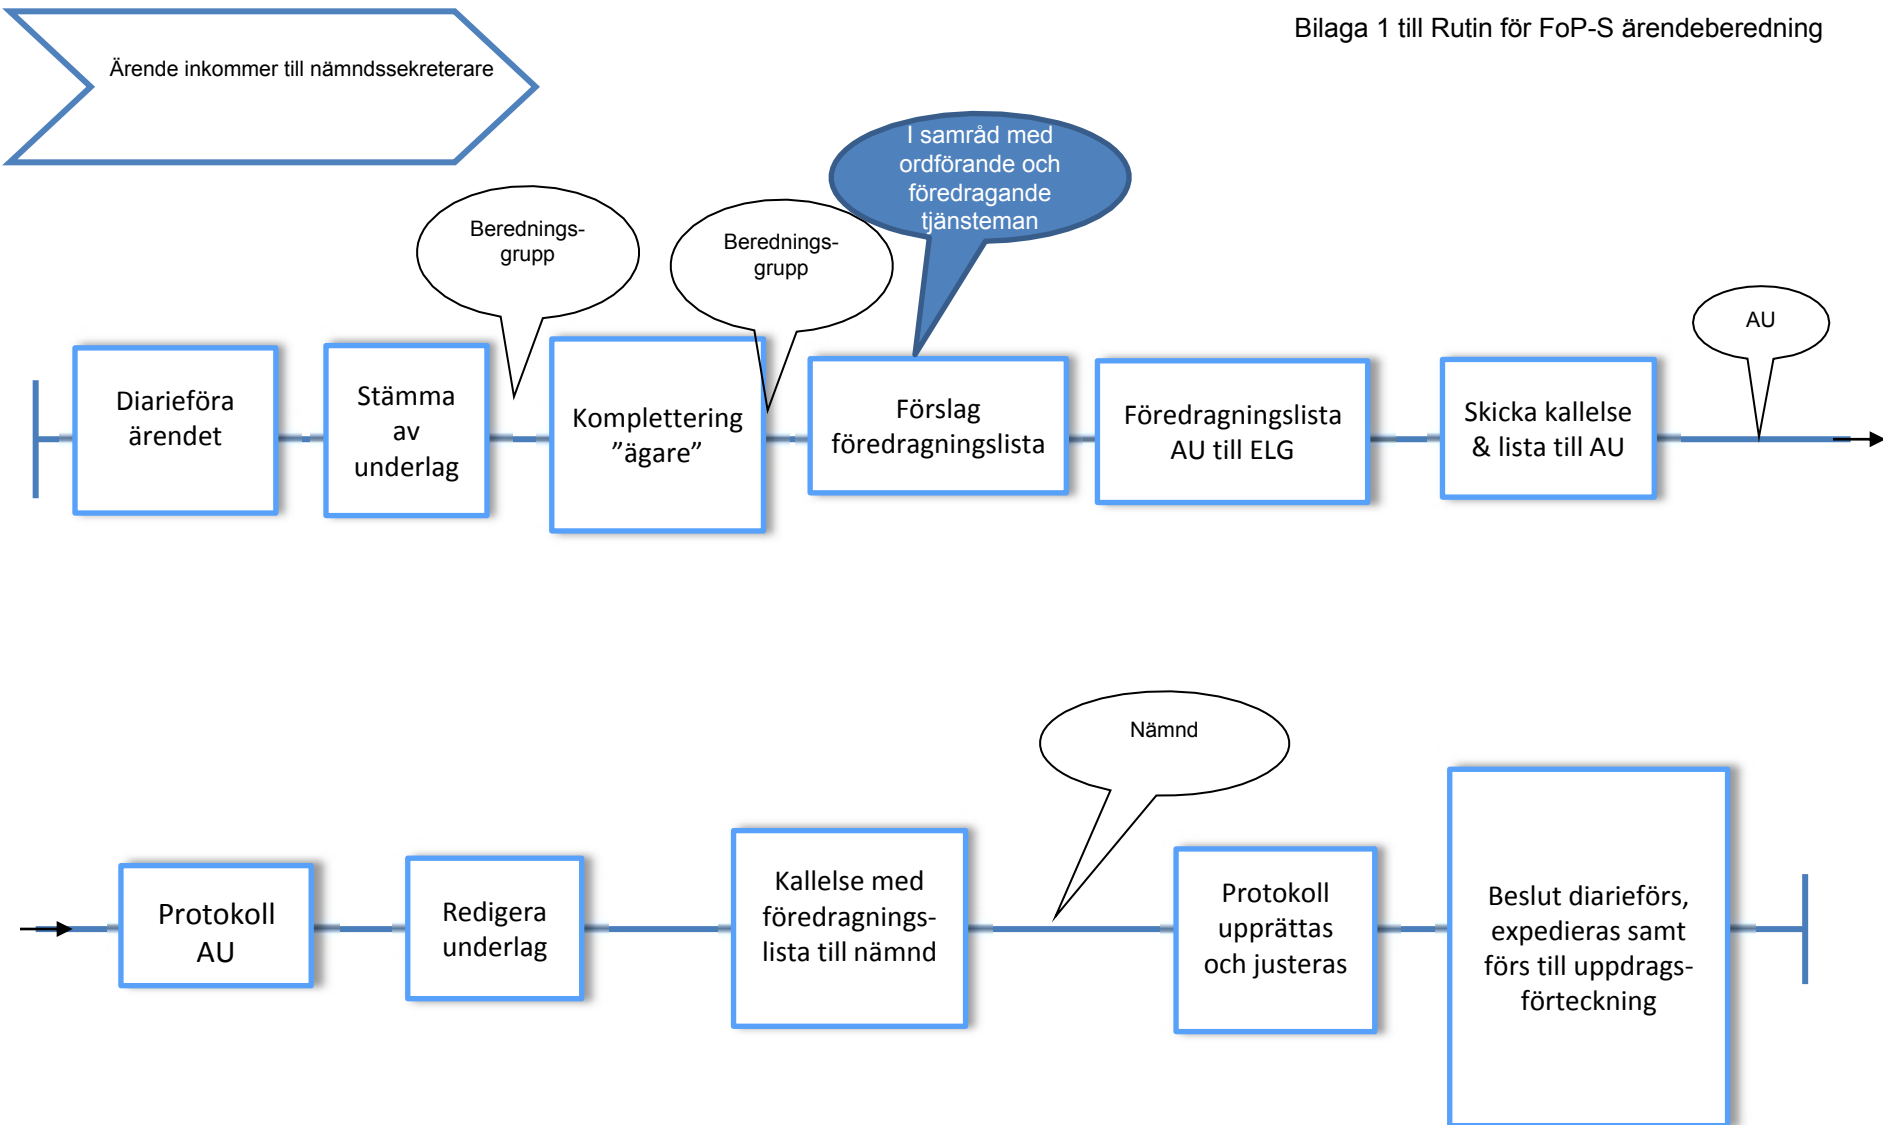 Bilaga 1 till Rutin för FoP-S ärendeberedning
Ärende inkommer till nämndssekreterare
I samråd med
ordförande och
föredragande
tjänsteman
Berednings-
grupp
Berednings-
grupp
AU
Diarieföra
ärendet
Stämma
av
underlag
Komplettering
”ägare”
Förslag
föredragningslista
Föredragningslista
AU till ELG
Skicka kallelse
& lista till AU
Nämnd
Protokoll
AU
Redigera
underlag
Kallelse med
föredragnings-
lista till nämnd
Protokoll
upprättas
och justeras
Beslut diarieförs,
expedieras samt
förs till uppdrags-
förteckning